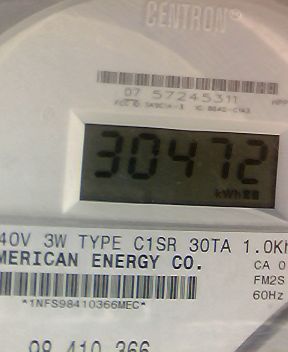 CENTRON®
07 57245311
30472
kWh
40V 3W TYPE C1SR 30TA 1.0Kh
MERICAN ENERGY CO.
CA 0
FM2S
*1NFS98410366MEC*
60Hz
98 410 366